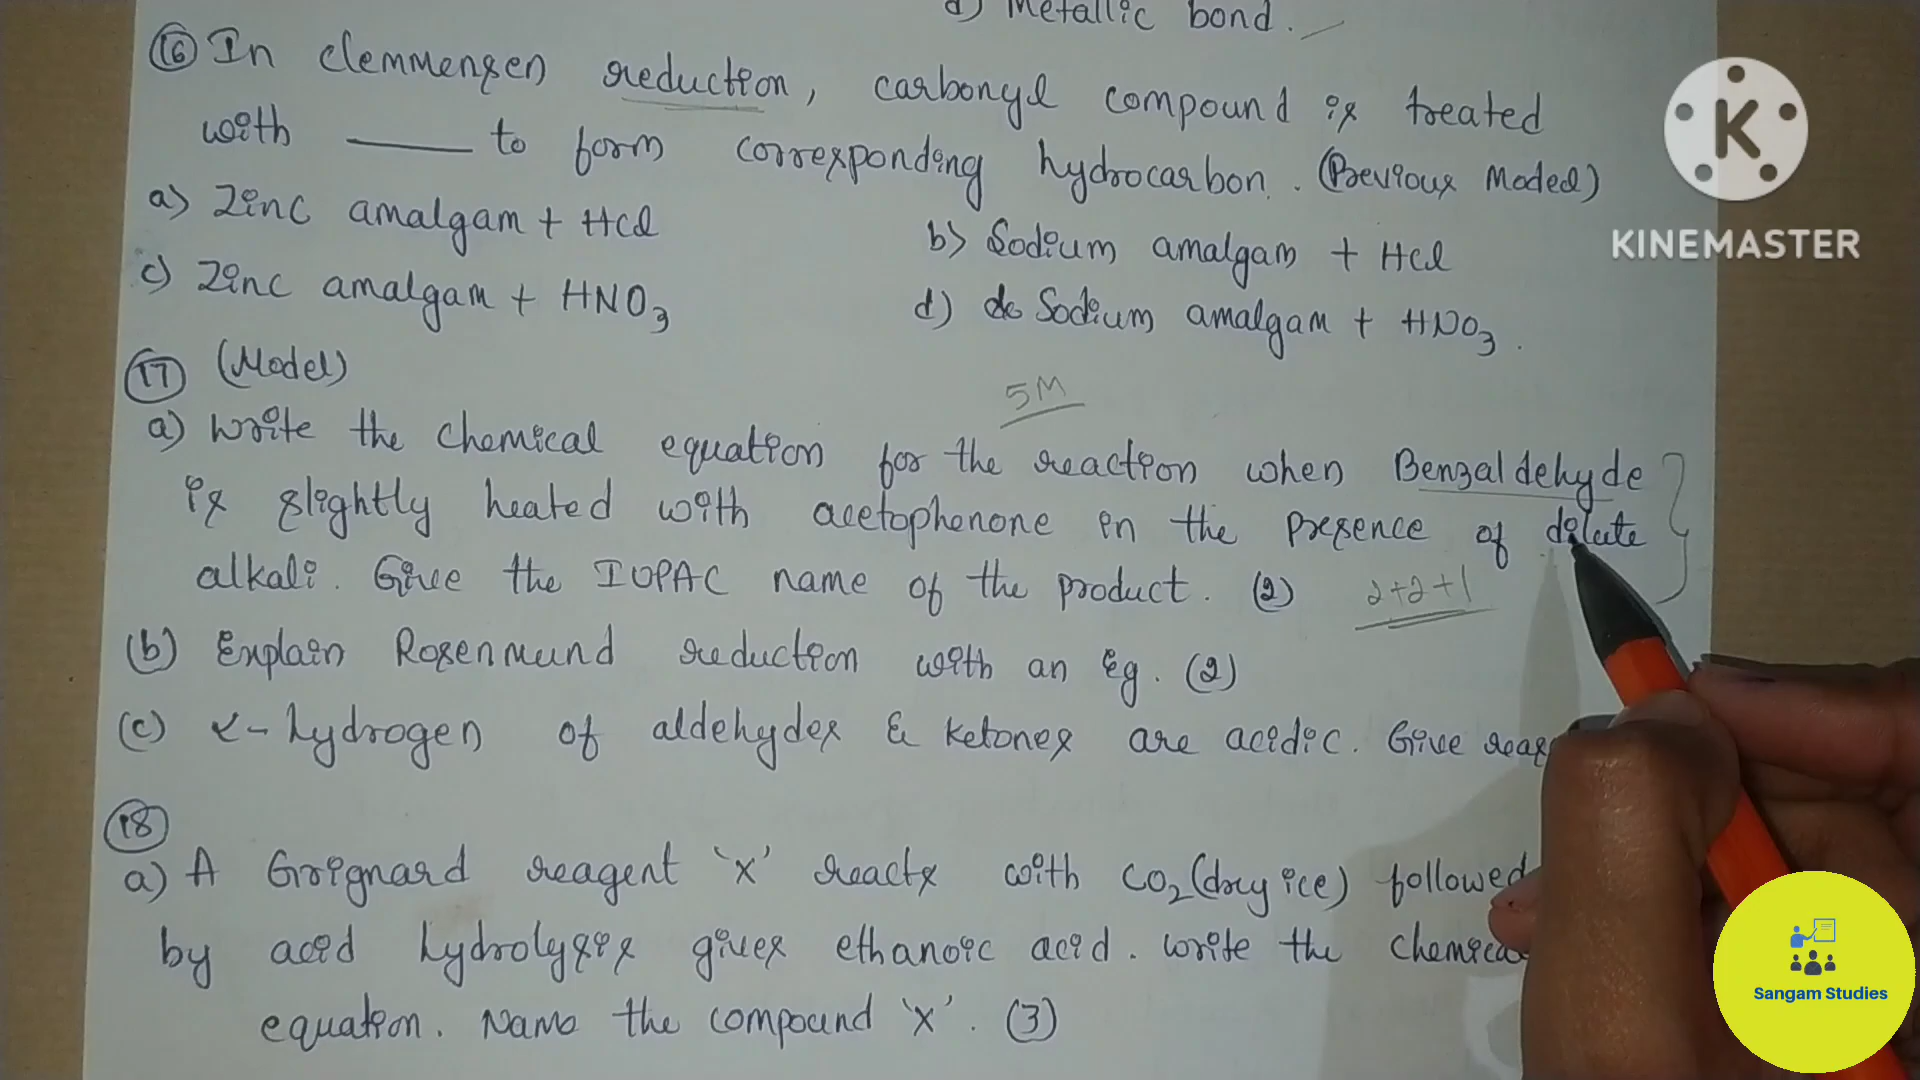 d) Metallic bond.
16 In clemmensen reduction, carbonyl compound is treated
with ____ to form corresponding hydrocarbon. (Previous Model)
a) Zinc amalgam + HCl
b) Sodium amalgam + HCl
c) Zinc amalgam + HNO3
d) Sodium amalgam + HNO3.
17 (Model)
5M
a) Write the chemical equation for the reaction when Benzaldehyde
is slightly heated with acetophenone in the presence of dilute
alkali. Give the IUPAC name of the product. (2) 2+2+1
(b) Explain Rosenmund reduction with an Eg. (2)
(c) α-hydrogen of aldehydes & ketones are acidic. Give
18
a) A Grignard reagent 'x' reacts with CO2 (dry ice) followed
by acid hydrolysis gives ethanoic acid. write the
equation. Name the compound 'x'. (3)
K
KINEMASTER
Sangam Studies